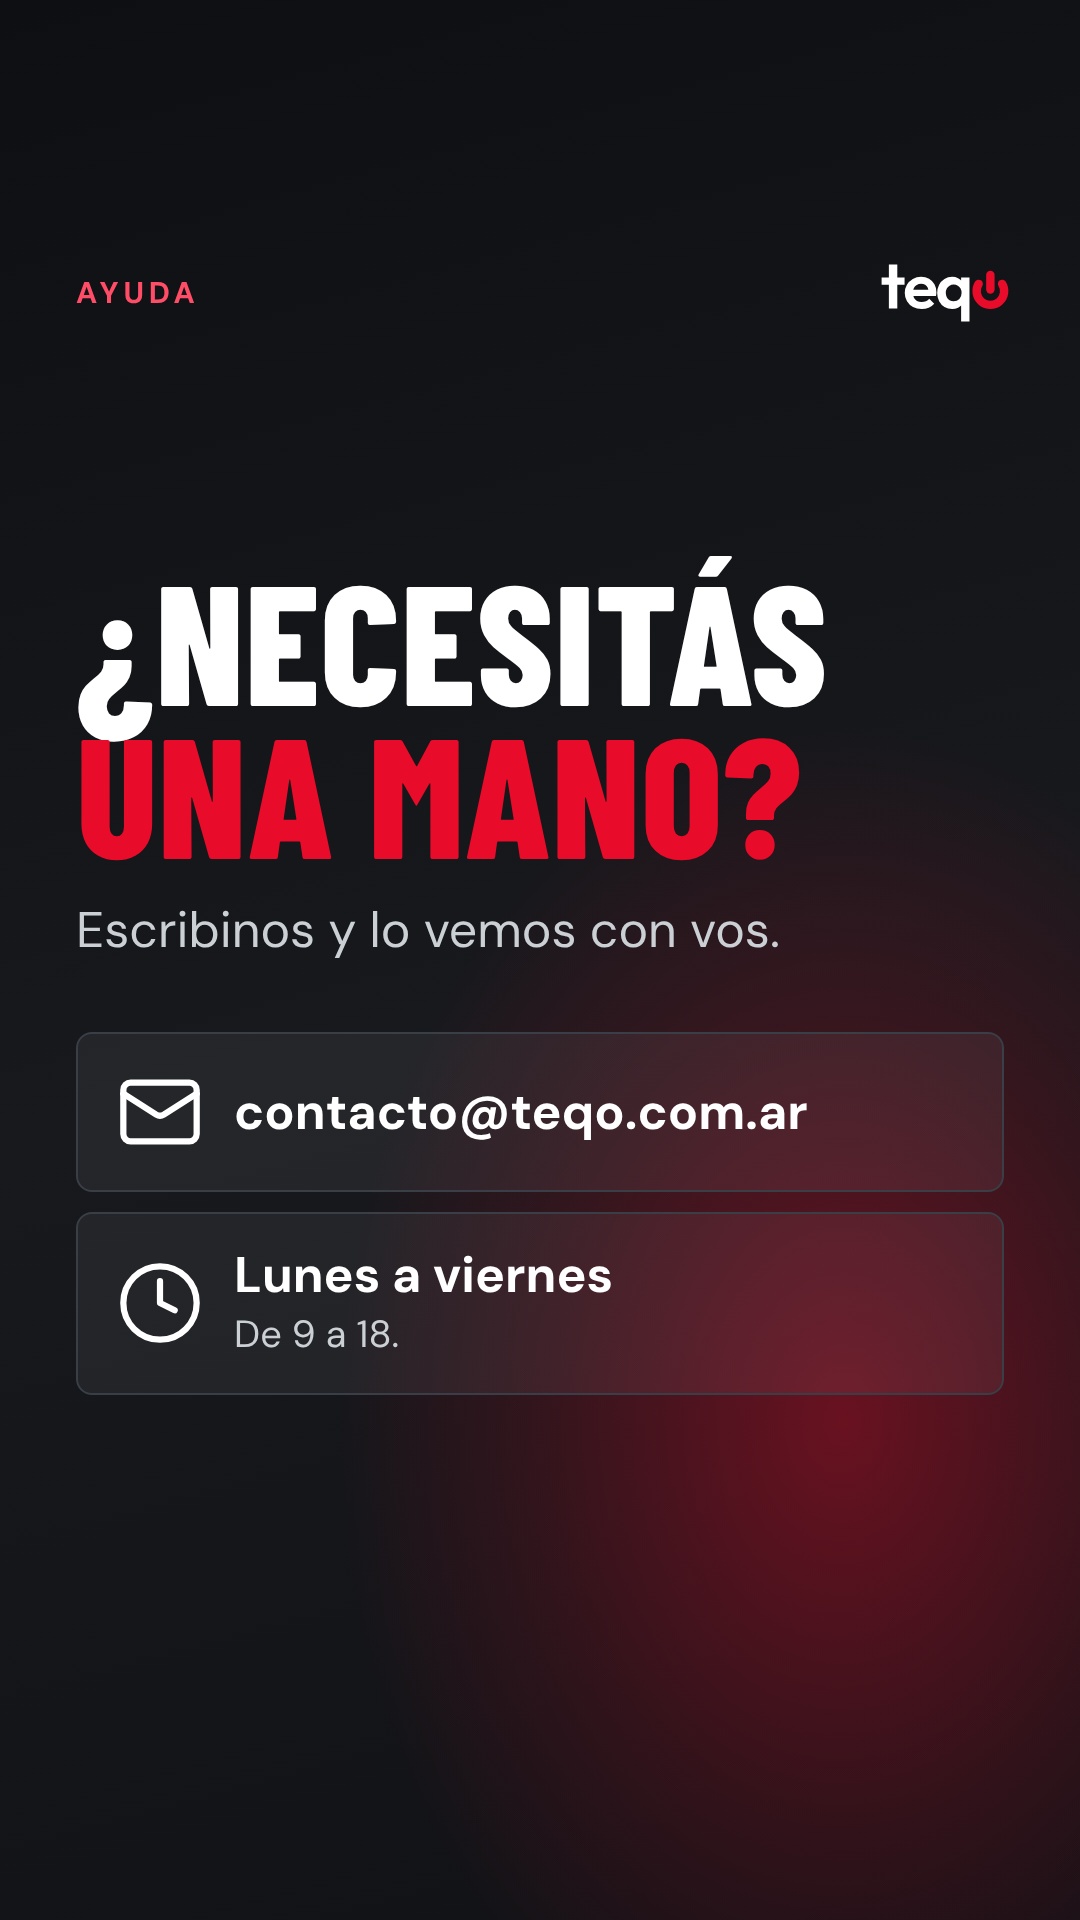 AYUDA
teqo
¿NECESITÁS
UNA MANO?
Escribinos y lo vemos con vos.
contacto@teqo.com.ar
Lunes a viernes
De 9 a 18.